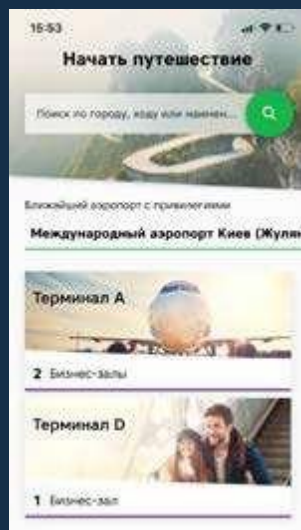 16:53
Начать путешествие
Поиск по городу, коду или наимен...
Ближайший аэропорт с привилегиями
Международный аэропорт Киев (Жулян
Терминал A
2 Бизнес-залы
Терминал D
1 Бизнес-зал